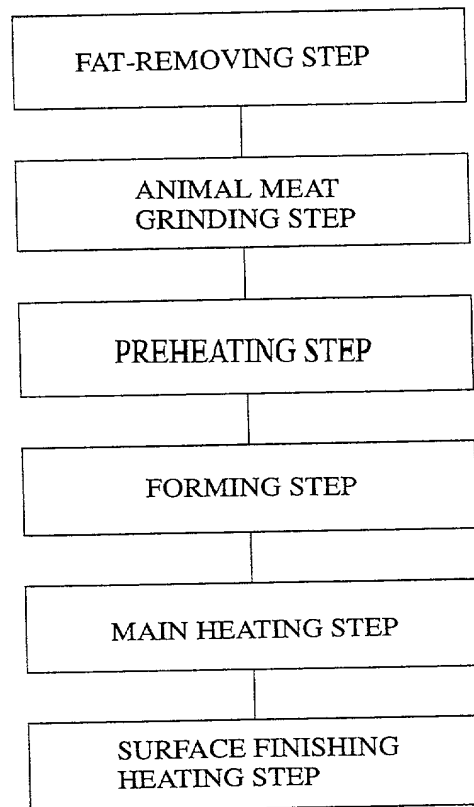 FAT-REMOVING STEP
ANIMAL MEAT
GRINDING STEP
PREHEATING STEP
FORMING STEP
MAIN HEATING STEP
SURFACE FINISHING
HEATING STEP